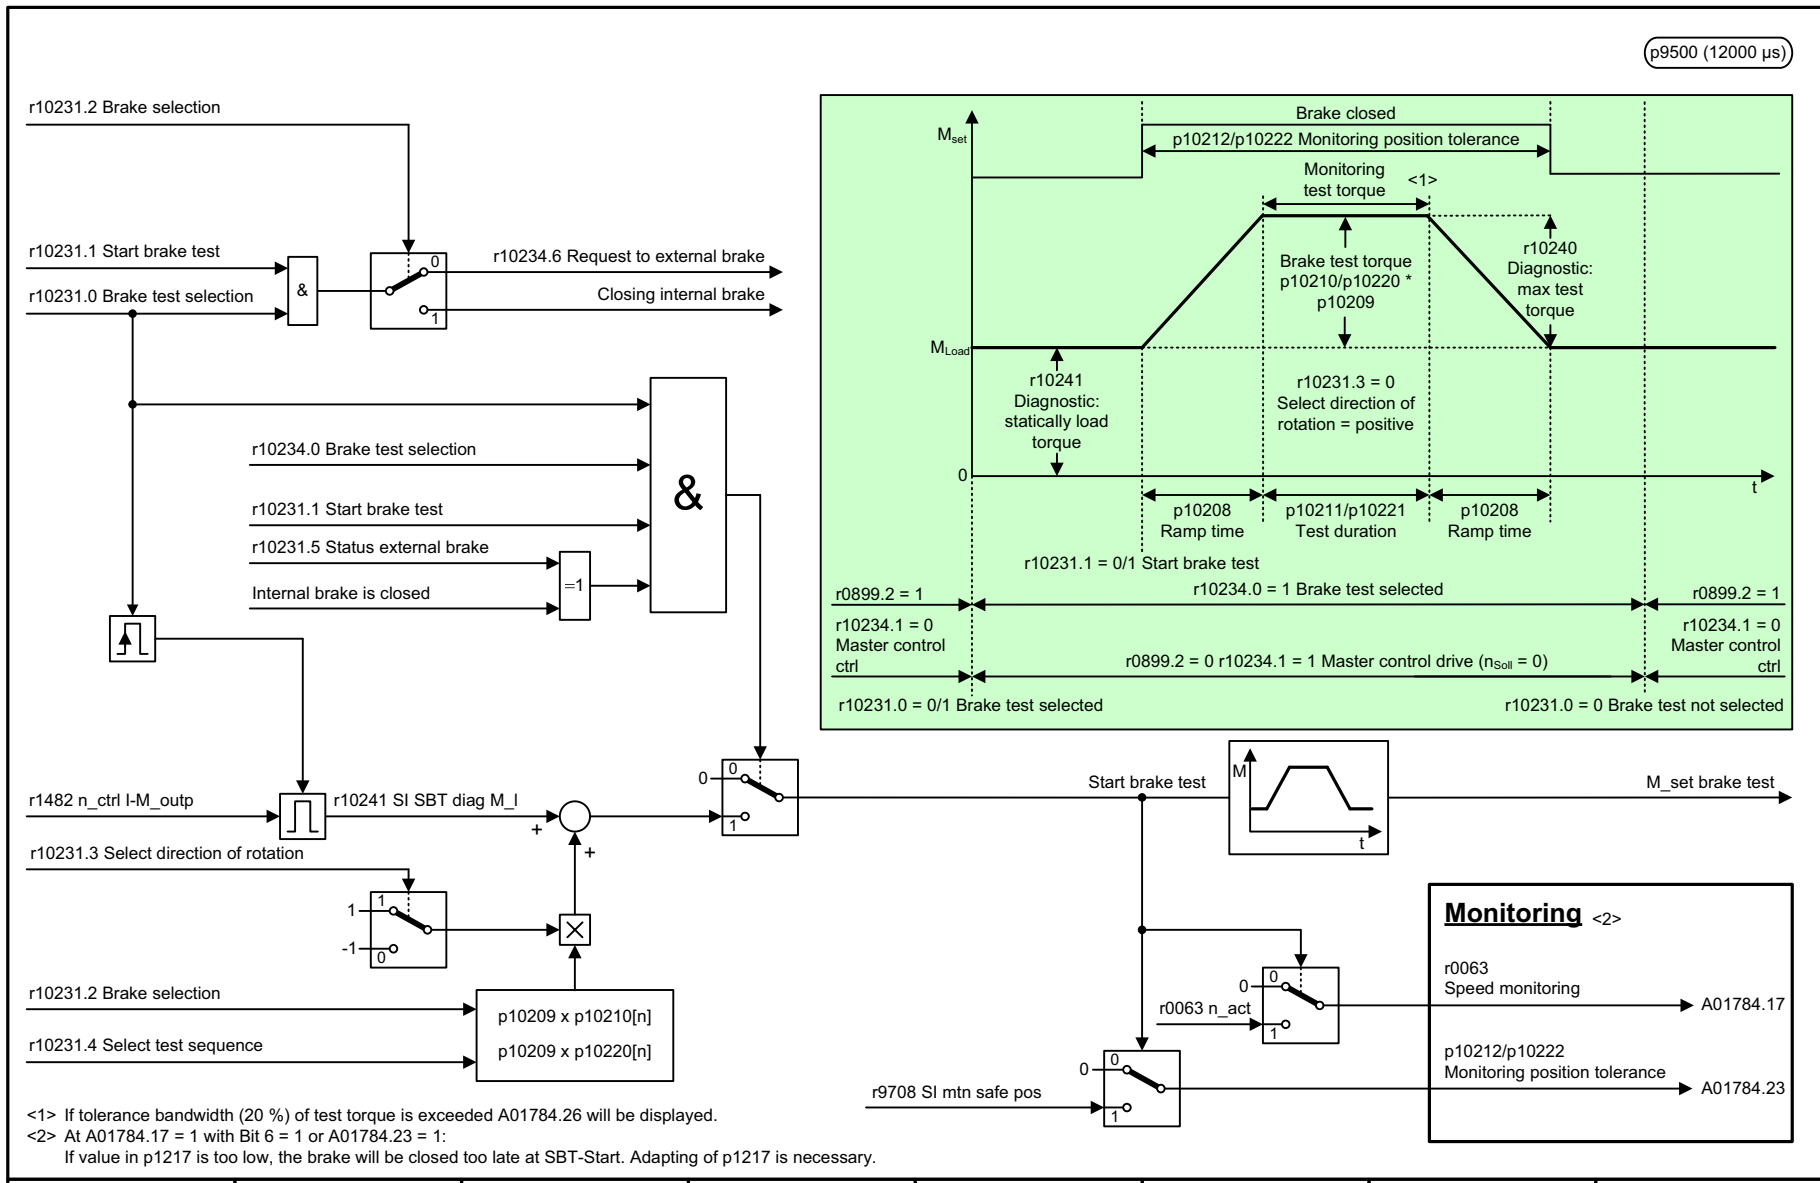 p9500 (12000 µs)
r10231.2 Brake selection
r10231.1 Start brake test
r10231.0 Brake test selection
&
0
1
r10234.6 Request to external brake
Closing internal brake
r10234.0 Brake test selection
r10231.1 Start brake test
r10231.5 Status external brake
Internal brake is closed
=1
&
Mset
Brake closed
p10212/p10222 Monitoring position tolerance
Monitoring
test torque
<1>
Brake test torque
p10210/p10220 *
p10209
r10240
Diagnostic:
max test
torque
MLoad
r10241
Diagnostic:
statically load
torque
r10231.3 = 0
Select direction of
rotation = positive
0
t
p10208
Ramp time
p10211/p10221
Test duration
p10208
Ramp time
r10231.1 = 0/1 Start brake test
r0899.2 = 1
r10234.0 = 1 Brake test selected
r0899.2 = 1
r10234.1 = 0
Master control
ctrl
r0899.2 = 0 r10234.1 = 1 Master control drive (nSoll = 0)
r10234.1 = 0
Master control
ctrl
r10231.0 = 0/1 Brake test selected
r10231.0 = 0 Brake test not selected
r1482 n_ctrl I-M_outp
r10241 SI SBT diag M_l
+
+
0
0
1
Start brake test
M
t
M_set brake test
r10231.3 Select direction of rotation
1
1
-1
0
r10231.2 Brake selection
r10231.4 Select test sequence
p10209 x p10210[n]
p10209 x p10220[n]
0
0
r0063 n_act
1
0
0
r9708 SI mtn safe pos
1
Monitoring <2>
r0063
Speed monitoring
A01784.17
p10212/p10222
Monitoring position tolerance
A01784.23
<1> If tolerance bandwidth (20 %) of test torque is exceeded A01784.26 will be displayed.
<2> At A01784.17 = 1 with Bit 6 = 1 or A01784.23 = 1:
If value in p1217 is too low, the brake will be closed too late at SBT-Start. Adapting of p1217 is necessary.